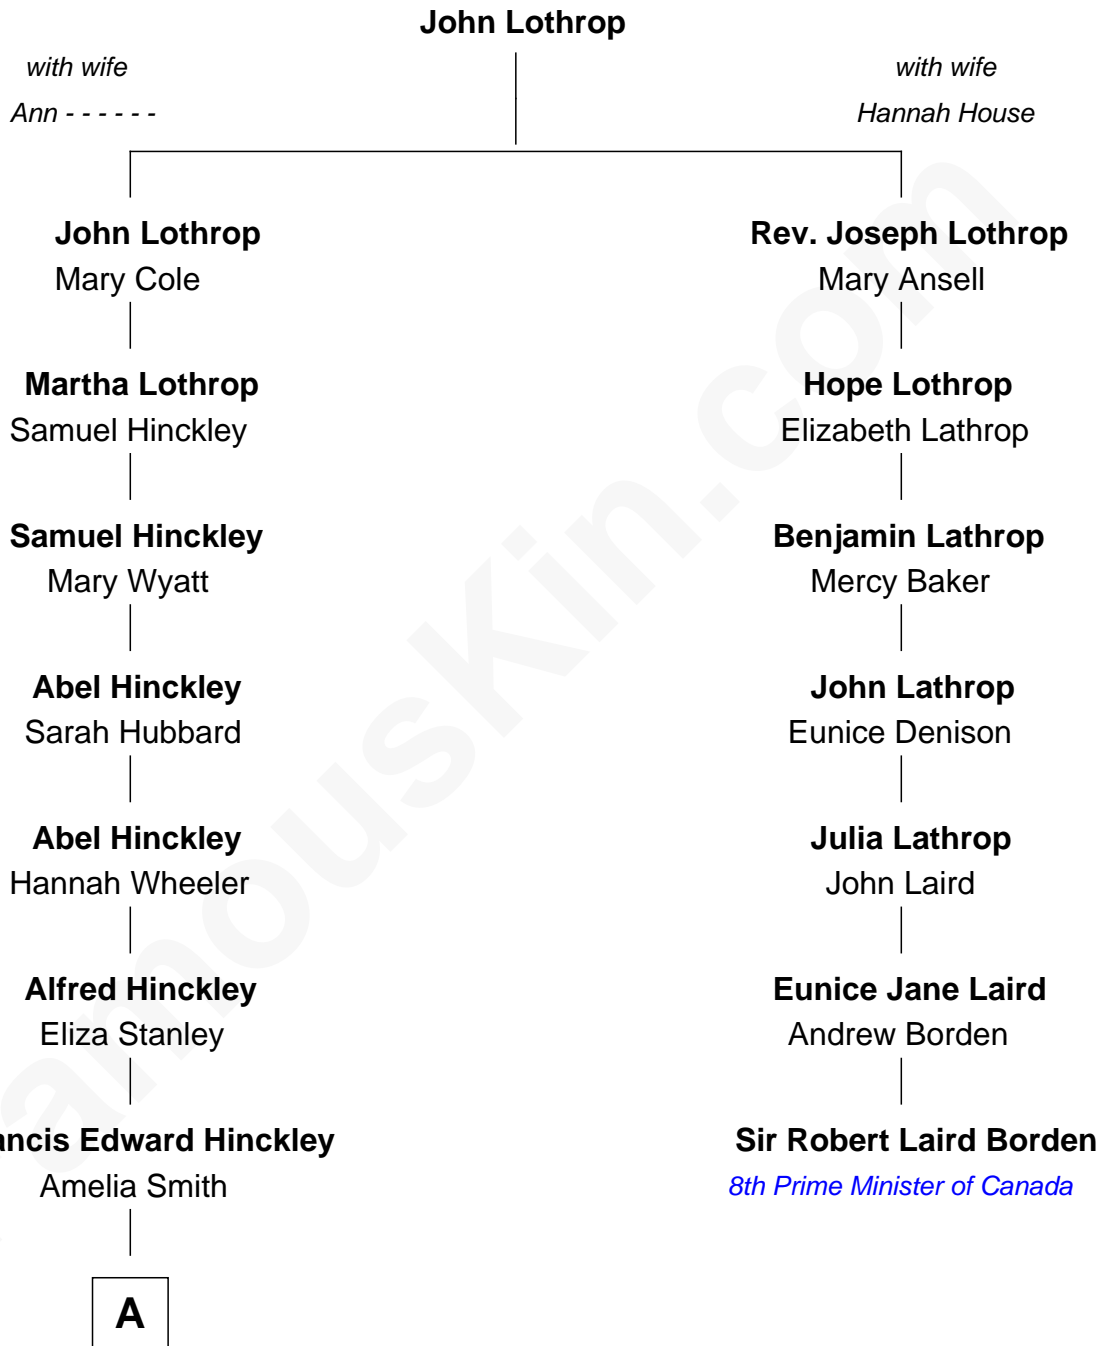 John Lothrop
with wife
Ann - - - - - -
with wife
Hannah House
John Lothrop
Mary Cole
Rev. Joseph Lothrop
Mary Ansell
Martha Lothrop
Samuel Hinckley
Hope Lothrop
Elizabeth Lathrop
Samuel Hinckley
Mary Wyatt
Benjamin Lathrop
Mercy Baker
Abel Hinckley
Sarah Hubbard
John Lathrop
Eunice Denison
Abel Hinckley
Hannah Wheeler
Julia Lathrop
John Laird
Alfred Hinckley
Eliza Stanley
Eunice Jane Laird
Andrew Borden
ancis Edward Hinckley
Amelia Smith
Sir Robert Laird Borden
8th Prime Minister of Canada
A
amouskin.com